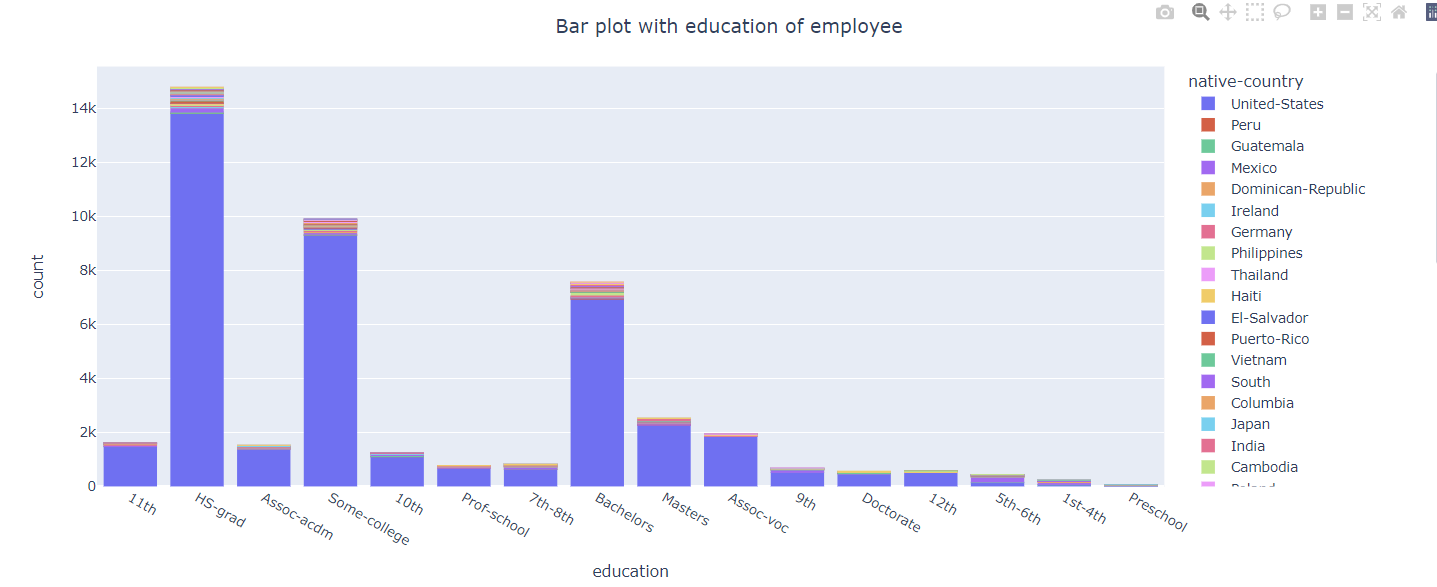 Bar plot with education of employee
count
14k
12k
10k
8k
6k
4k
2k
0
11th
HS-grad
Assoc-acdm
Some-college
10th
Prof-school
7th-8th
Bachelors
Masters
Assoc-voc
9th
Doctorate
12th
5th-6th
1st-4th
Preschool
education
native-country
United-States
Peru
Guatemala
Mexico
Dominican-Republic
Ireland
Germany
Philippines
Thailand
Haiti
El-Salvador
Puerto-Rico
Vietnam
South
Columbia
Japan
India
Cambodia